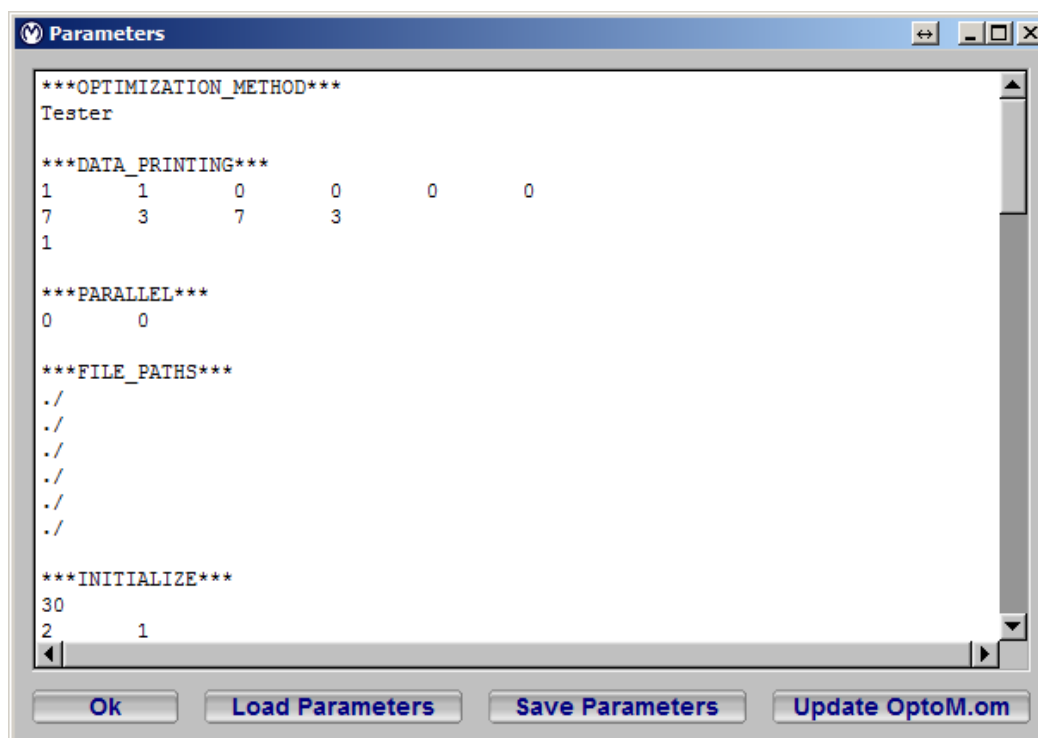 Parameters
***OPTIMIZATION_METHOD***
Tester
***DATA_PRINTING***
1 1 0 0 0 0
7 3 7 3
1
***PARALLEL***
0 0
***FILE_PATHS***
./
./
./
./
./
./
***INITIALIZE***
30
2 1
Ok Load Parameters Save Parameters Update OptoM.om